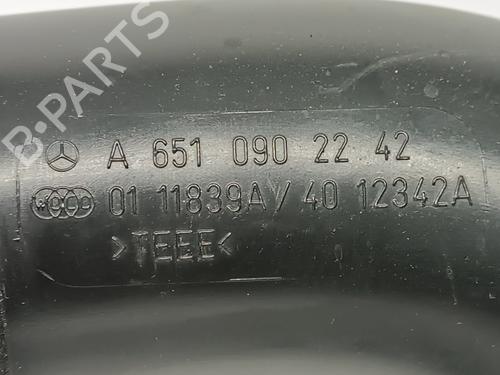 B-PARTS
A 651 090 22 42
01 11839A/40 12342A
>TEEE<